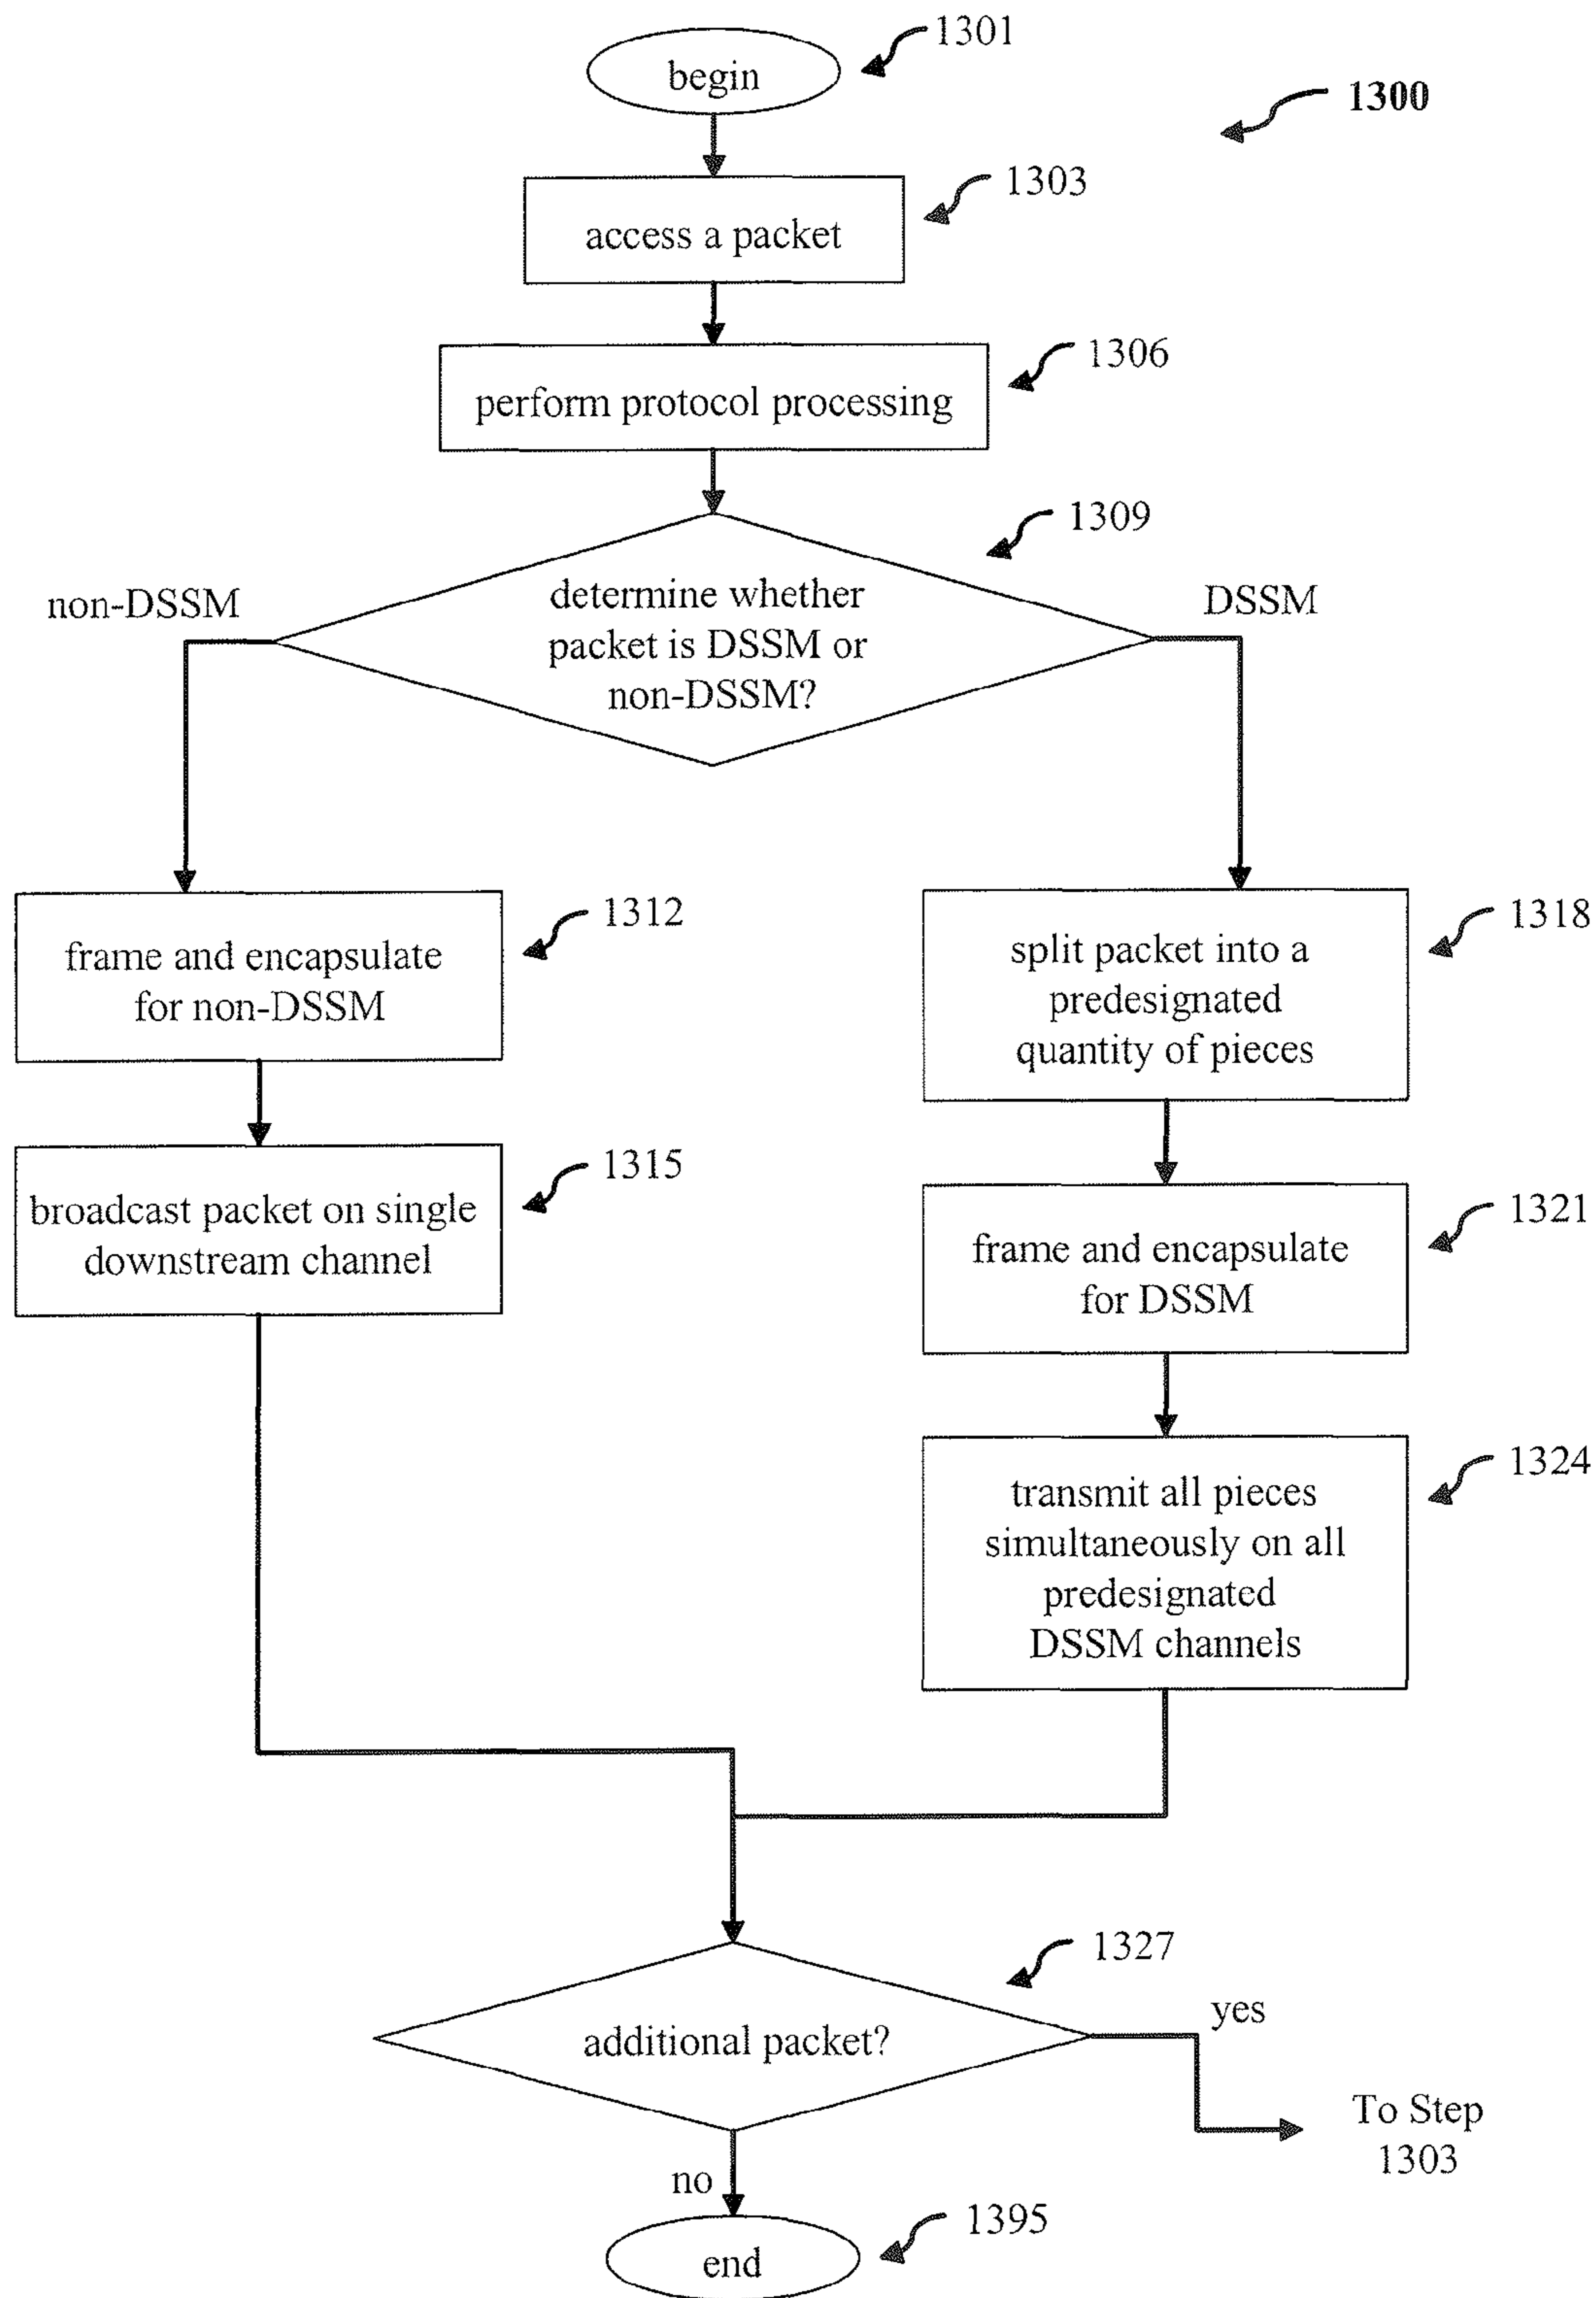 1301
begin
1300
1303
access a packet
1306
perform protocol processing
1309
non-DSSM
determine whether
packet is DSSM or
non-DSSM?
DSSM
1312
frame and encapsulate
for non-DSSM
1318
split packet into a
predesignated
quantity of pieces
1315
broadcast packet on single
downstream channel
1321
frame and encapsulate
for DSSM
1324
transmit all pieces
simultaneously on all
predesignated
DSSM channels
1327
additional packet?
yes
To Step
1303
no
1395
end